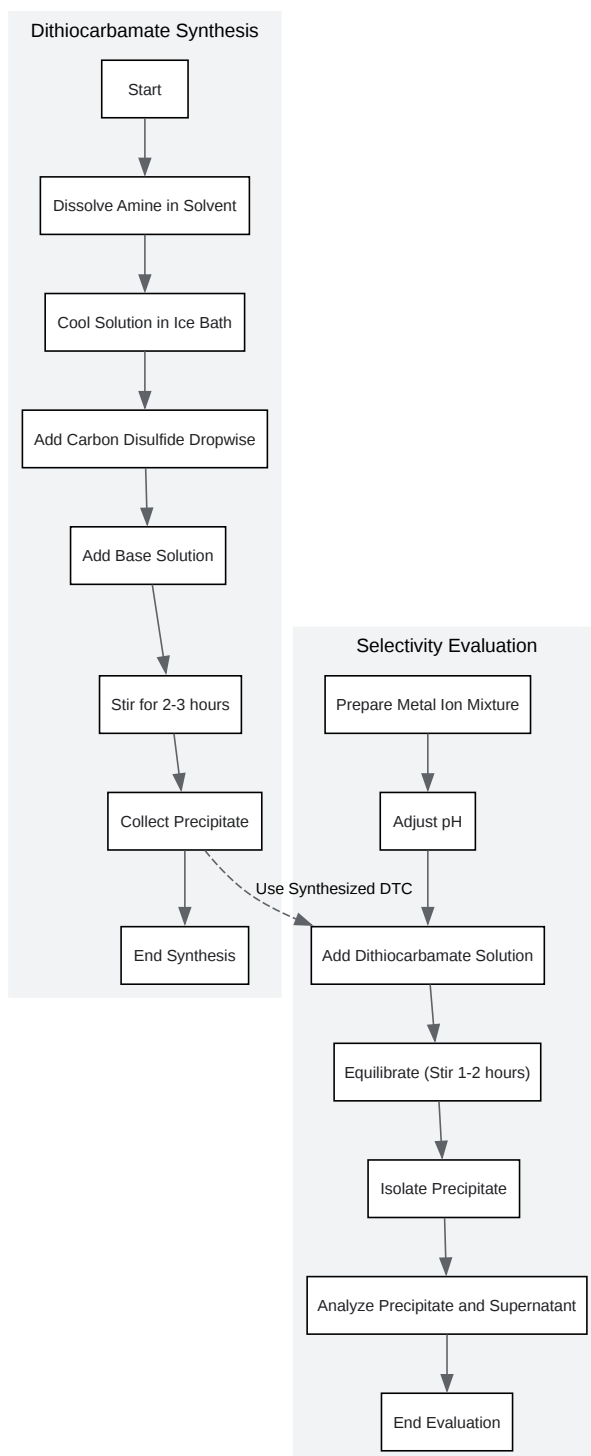 Dithiocarbamate Synthesis
Start
Dissolve Amine in Solvent
Cool Solution in Ice Bath
Add Carbon Disulfide Dropwise
Add Base Solution
Stir for 2-3 hours
Collect Precipitate
Use Synthesized DTC
End Synthesis
Selectivity Evaluation
Prepare Metal Ion Mixture
Adjust pH
Add Dithiocarbamate Solution
Equilibrate (Stir 1-2 hours)
Isolate Precipitate
Analyze Precipitate and Supernatant
End Evaluation